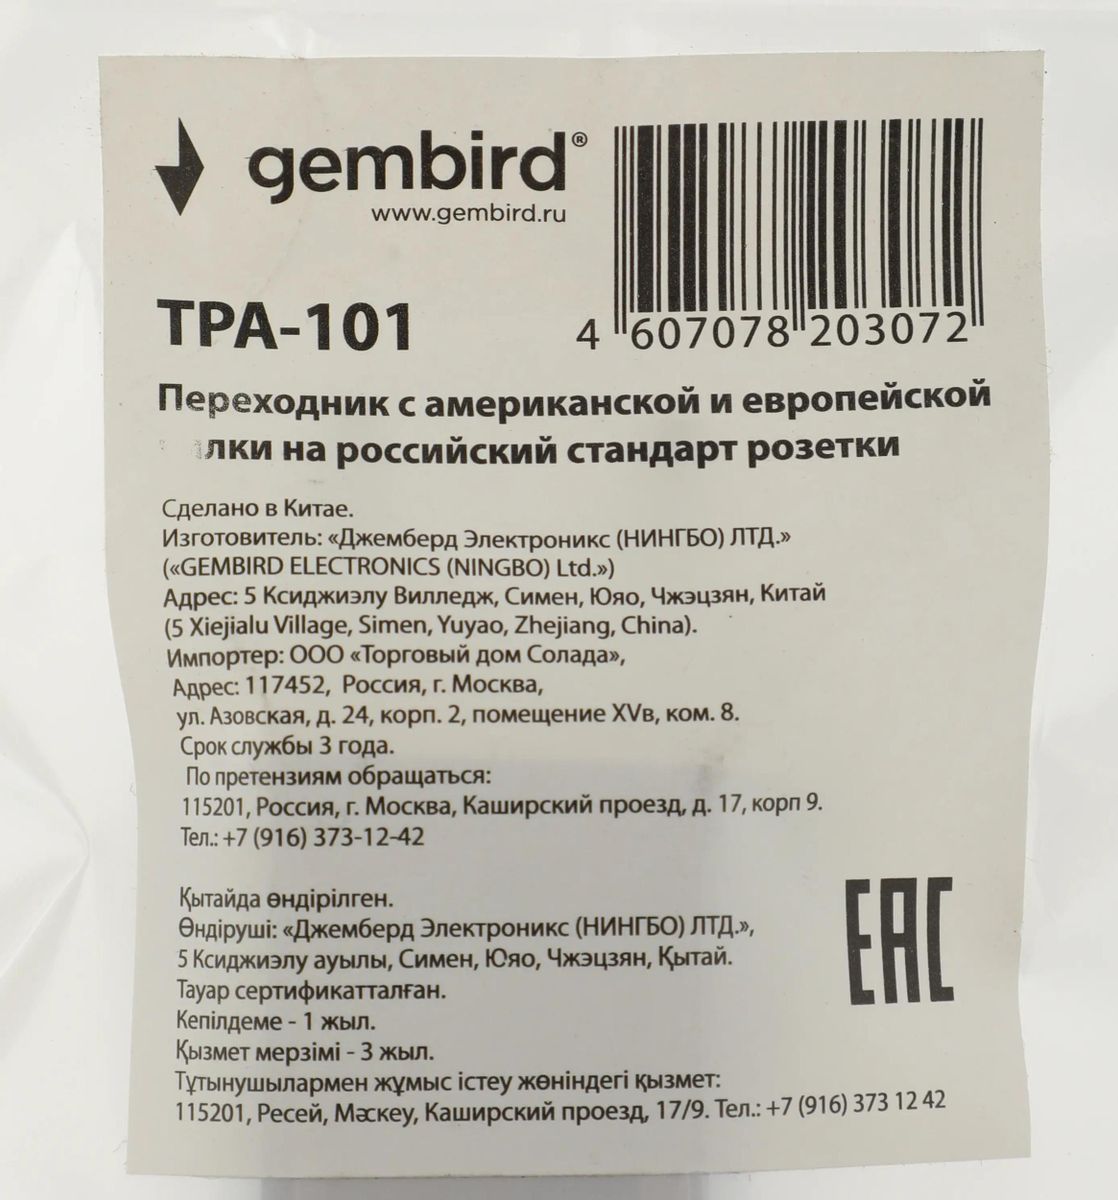 gembird®
www.gembird.ru
TPA-101
4 607078 203072
Переходник с американской и европейской
лки на российский стандарт розетки
Сделано в Китае.
Изготовитель: «Джемберд Электроникс (НИНГБО) ЛТД.»
(«GEMBIRD ELECTRONICS (NINGBO) Ltd.»)
Адрес: 5 Ксиджиэлу Вилледж, Симен, Юяо, Чжэцзян, Китай
(5 Xiejialu Village, Simen, Yuyao, Zhejiang, China).
Импортер: ООО «Торговый дом Солада»,
Адрес: 117452, Россия, г. Москва,
ул. Азовская, д. 24, корп. 2, помещение XVв, ком. 8.
Срок службы 3 года.
По претензиям обращаться:
115201, Россия, г. Москва, Каширский проезд, д. 17, корп 9.
Тел.: +7 (916) 373-12-42
Қытайда өндірілген.
Өндіруші: «Джемберд Электроникс (НИНГБО) ЛТД.»,
5 Ксиджиэлу ауылы, Симен, Юяо, Чжэцзян, Қытай.
Тауар сертификатталған.
Кепілдеме - 1 жыл.
Қызмет мерзімі - 3 жыл.
Тұтынушылармен жұмыс істеу жөніндегі қызмет:
115201, Ресей, Мәскеу, Каширский проезд, 17/9. Тел.: +7 (916) 373 12 42
EAC